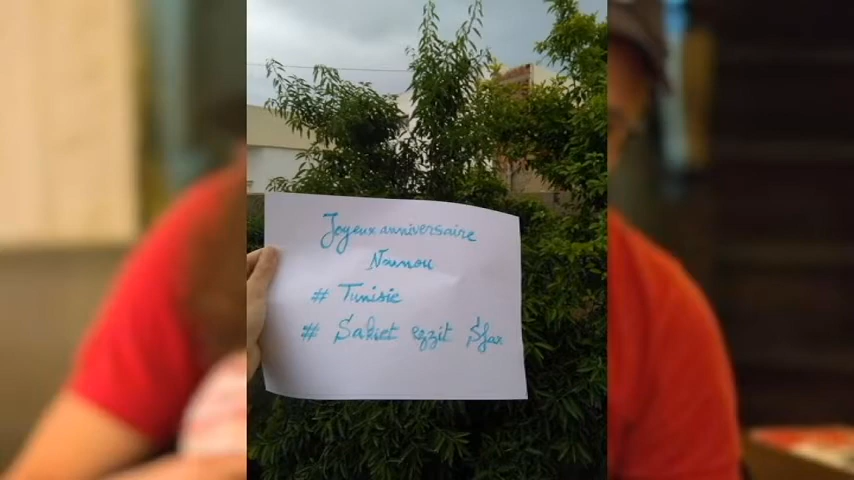 Joyeux anniversaire
Nounou
# Tunisie
# Sakiet ezzit Sfax